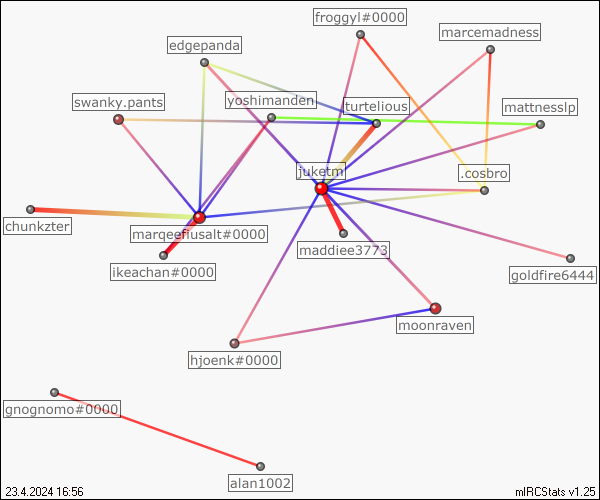 froggyl#0000
marcemadness
edgepanda
swanky.pants
yoshimanden
turtelious
mattnesslp
juketm
.cosbro
chunkzter
marqeefiusalt#0000
maddiee3773
ikeachan#0000
goldfire6444
moonraven
hjoenk#0000
gnognomo#0000
alan1002
23.4.2024 16:56
mIRCStats v1.25